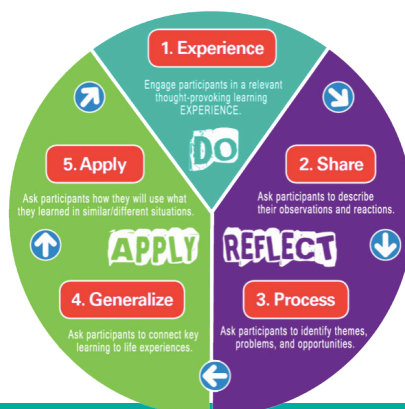 1. Experience
Engage participants in a relevant
thought-provoking learning
EXPERIENCE.
DO
2. Share
Ask participants to describe
their observations and reactions.
REFLECT
3. Process
Ask participants to identify themes,
problems, and opportunities.
4. Generalize
Ask participants to connect key
learning to life experiences.
APPLY
5. Apply
Ask participants how they will use what
they learned in similar/different situations.